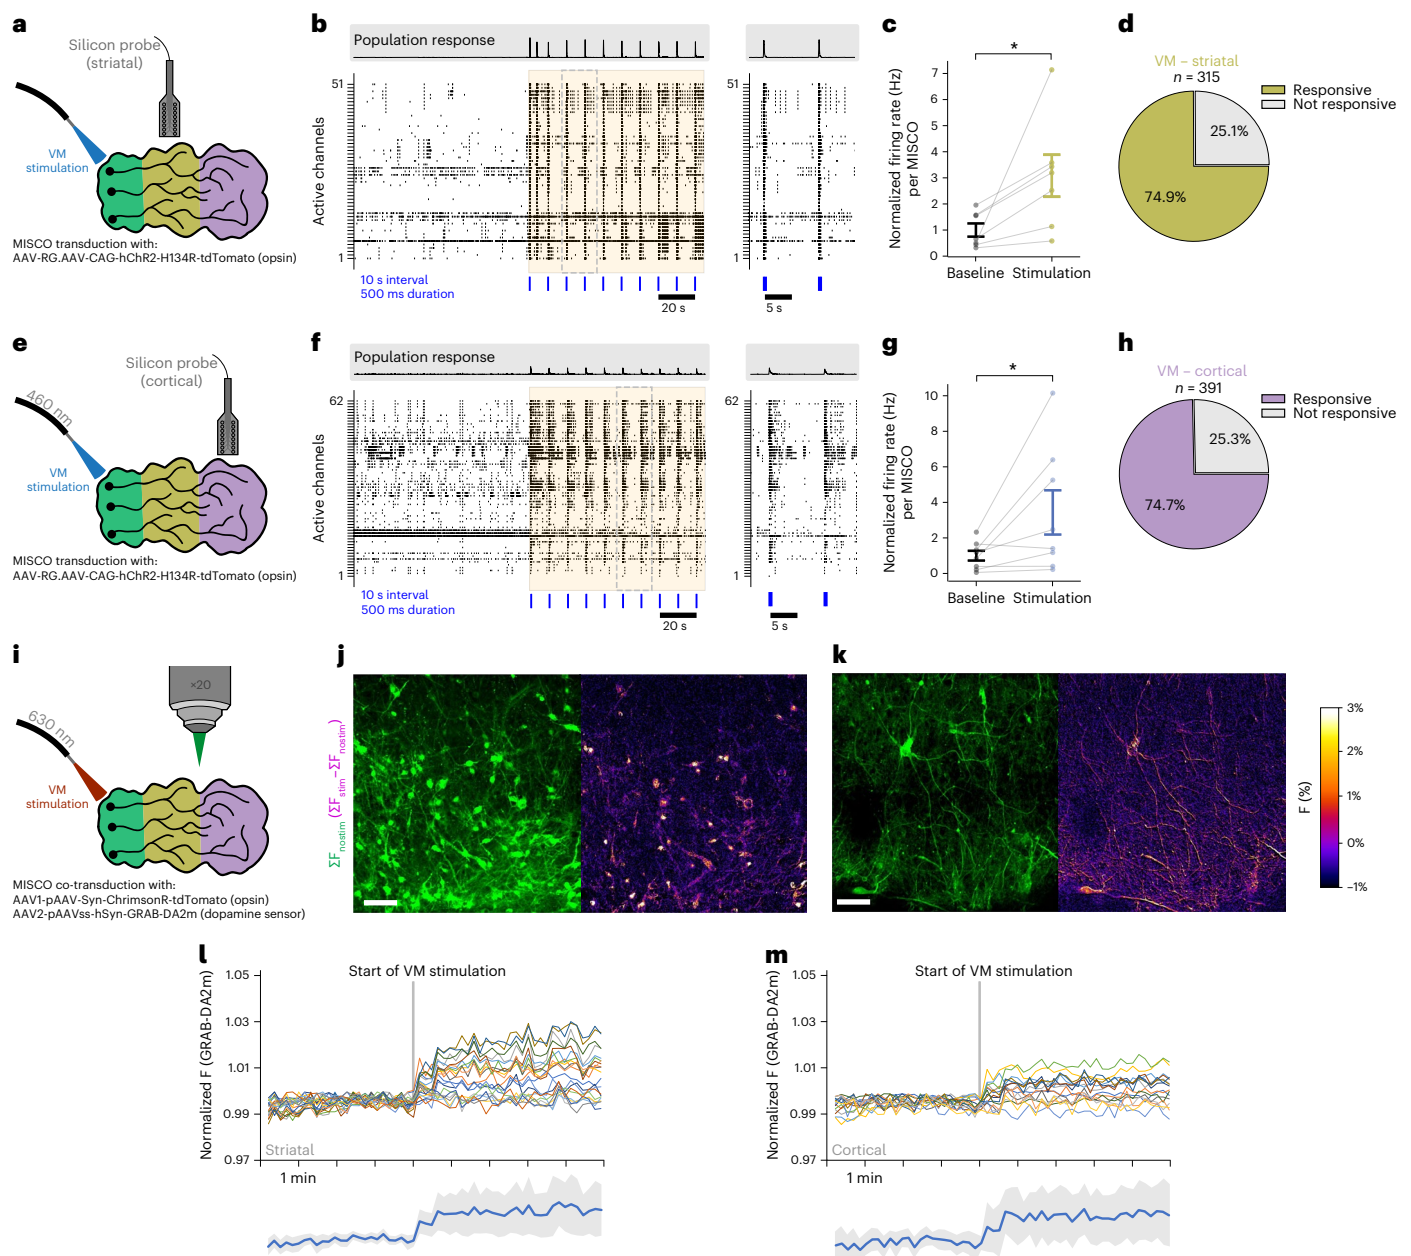 a
Silicon probe
(striatal)
VM
stimulation
MISCO transduction with:
AAV-RG.AAV-CAG-hChR2-H134R-tdTomato (opsin)
b
Population response
51
Active channels
1
10 s interval
500 ms duration
20 s
5 s
c
*
Normalized firing rate (Hz)
per MISCO
7
6
5
4
3
2
1
0
Baseline
Stimulation
d
VM – striatal
n = 315
Responsive
Not responsive
25.1%
74.9%
e
Silicon probe
(cortical)
460 nm
VM
stimulation
MISCO transduction with:
AAV-RG.AAV-CAG-hChR2-H134R-tdTomato (opsin)
f
Population response
62
62
Active channels
1
1
10 s interval
500 ms duration
20 s
5 s
g
*
Normalized firing rate (Hz)
per MISCO
10
8
6
4
2
0
Baseline
Stimulation
h
VM – cortical
n = 391
Responsive
Not responsive
25.3%
74.7%
i
×20
630 nm
VM
stimulation
MISCO co-transduction with:
AAV1-pAAV-Syn-ChrimsonR-tdTomato (opsin)
AAV2-pAAVss-hSyn-GRAB-DA2m (dopamine sensor)
j
ΣFnostim (ΣFstim−ΣFnostim)
k
3%
2%
1%
0%
−1%
F (%)
l
Start of VM stimulation
Normalized F (GRAB-DA2m)
1.05
1.03
1.01
0.99
0.97
Striatal
1 min
m
Start of VM stimulation
Normalized F (GRAB-DA2m)
1.05
1.03
1.01
0.99
0.97
Cortical
1 min